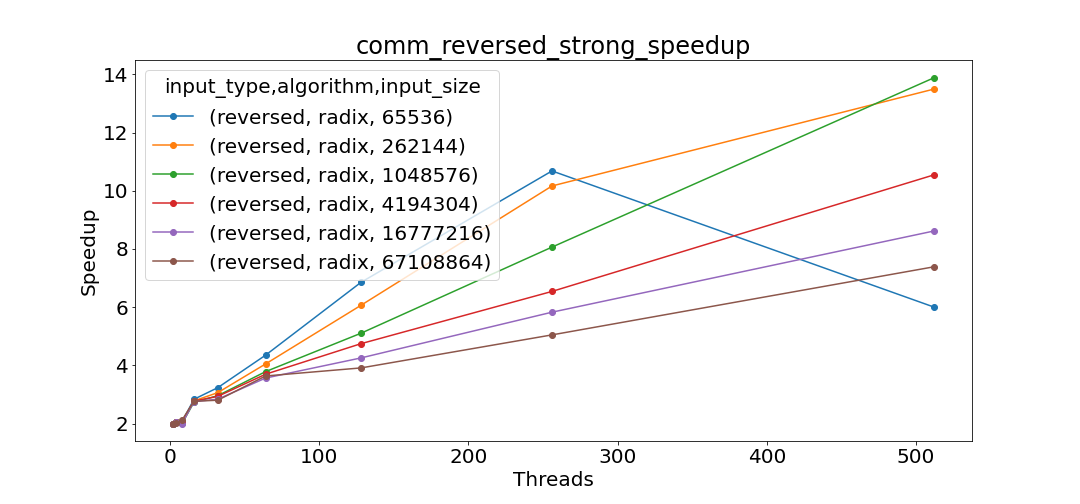 comm_reversed_strong_speedup
input_type,algorithm,input_size
(reversed, radix, 65536)
(reversed, radix, 262144)
(reversed, radix, 1048576)
(reversed, radix, 4194304)
(reversed, radix, 16777216)
(reversed, radix, 67108864)
Speedup
14
12
10
8
6
4
2
0 100 200 300 400 500
Threads